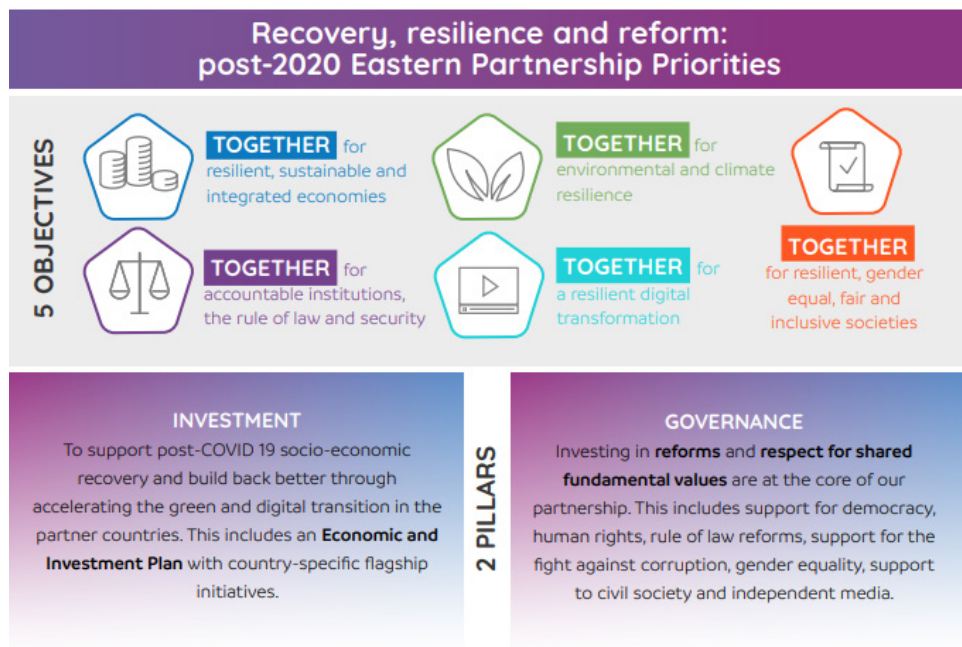 Recovery, resilience and reform:
post-2020 Eastern Partnership Priorities
5 OBJECTIVES
TOGETHER for
resilient, sustainable and
integrated economies
TOGETHER for
environmental and climate
resilience
TOGETHER
for resilient, gender
equal, fair and
inclusive societies
TOGETHER for
accountable institutions,
the rule of law and security
TOGETHER for
a resilient digital
transformation
INVESTMENT
To support post-COVID 19 socio-economic
recovery and build back better through
accelerating the green and digital transition in the
partner countries. This includes an Economic and
Investment Plan with country-specific flagship
initiatives.
2 PILLARS
GOVERNANCE
Investing in reforms and respect for shared
fundamental values are at the core of our
partnership. This includes support for democracy,
human rights, rule of law reforms, support for the
fight against corruption, gender equality, support
to civil society and independent media.